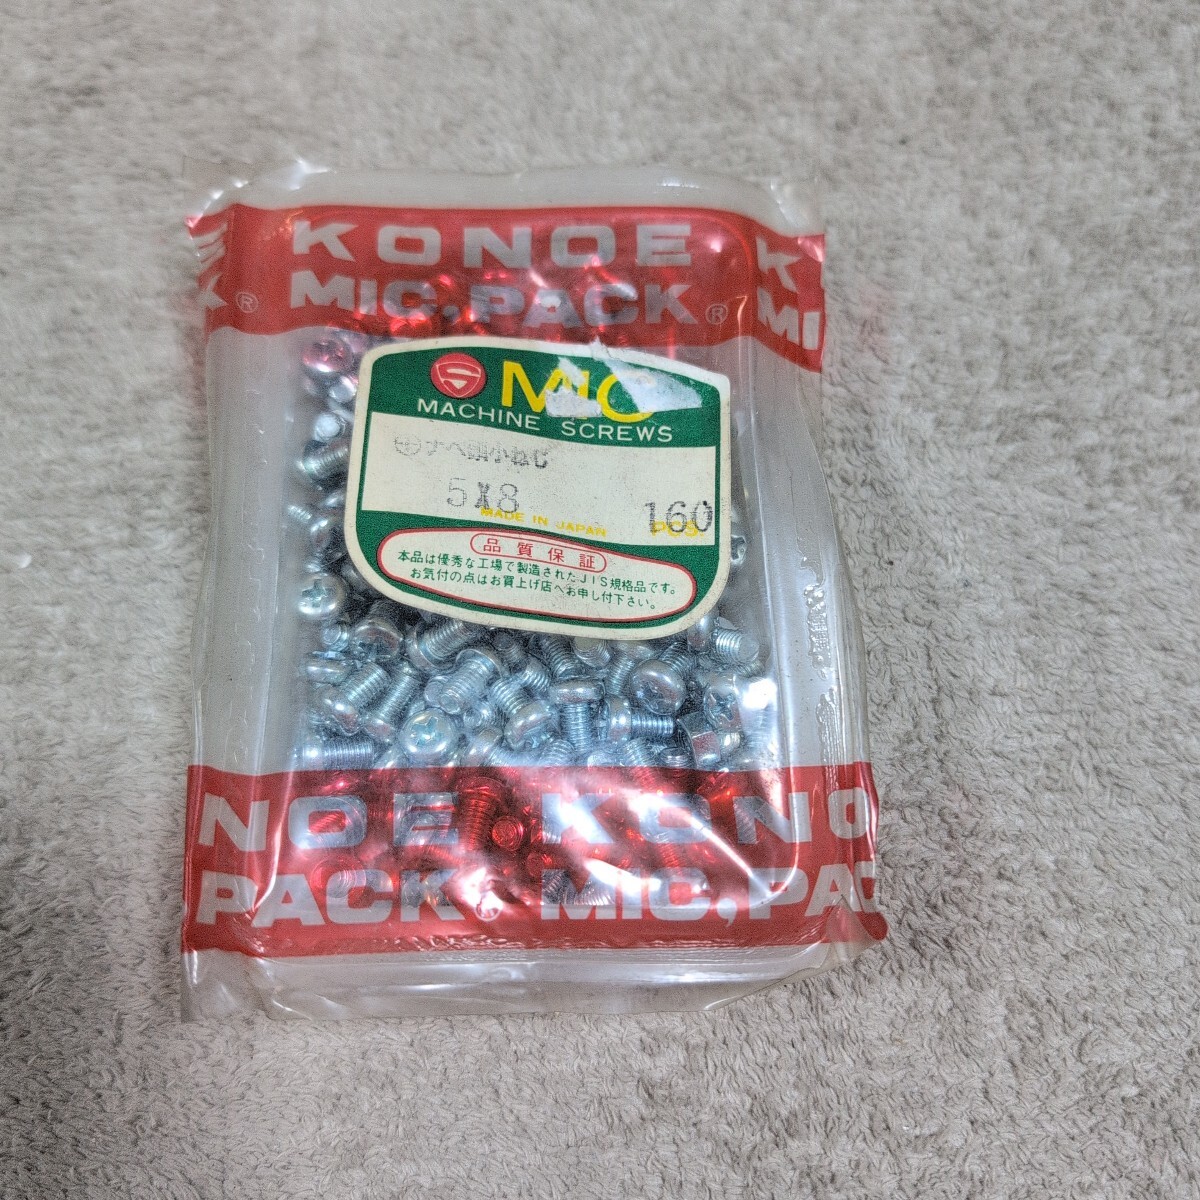 KONOE K
MIC.PACK® MI
K®
MIC
MACHINE SCREWS
⊕ナベ頭小ねじ
5X8 160
MADE IN JAPAN PCS.
品質保証
本品は優秀な工場で製造されたJIS規格品です。
お気付の点はお買上げ店へお申し付下さい。
NOE KONO
PACK® MIC.PAC